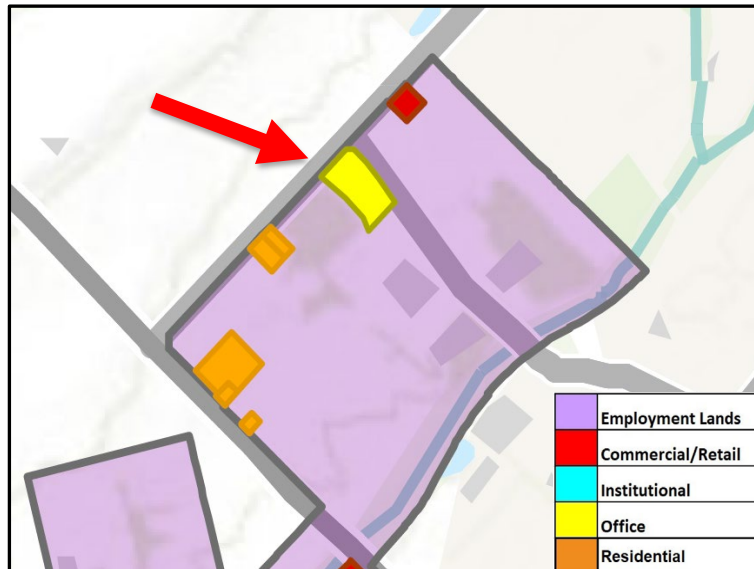 Employment Lands
Commercial/Retail
Institutional
Office
Residential